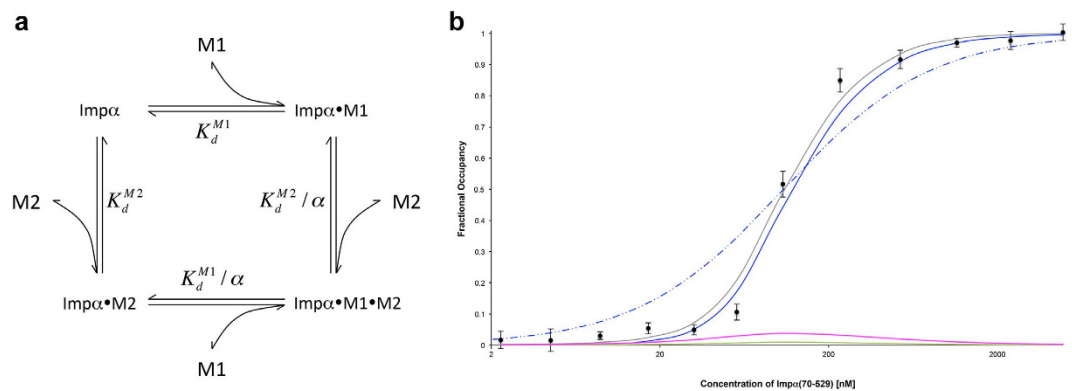 a
M1
Impα
Impα•M1
K_d^{M1}
M2
K_d^{M2}
K_d^{M2}/α
M2
K_d^{M1}/α
Impα•M2
Impα•M1•M2
M1
b
Fractional Occupancy
1
0.9
0.8
0.7
0.6
0.5
0.4
0.3
0.2
0.1
0
2
20
200
2000
Concentration of Impα(70-529) [nM]